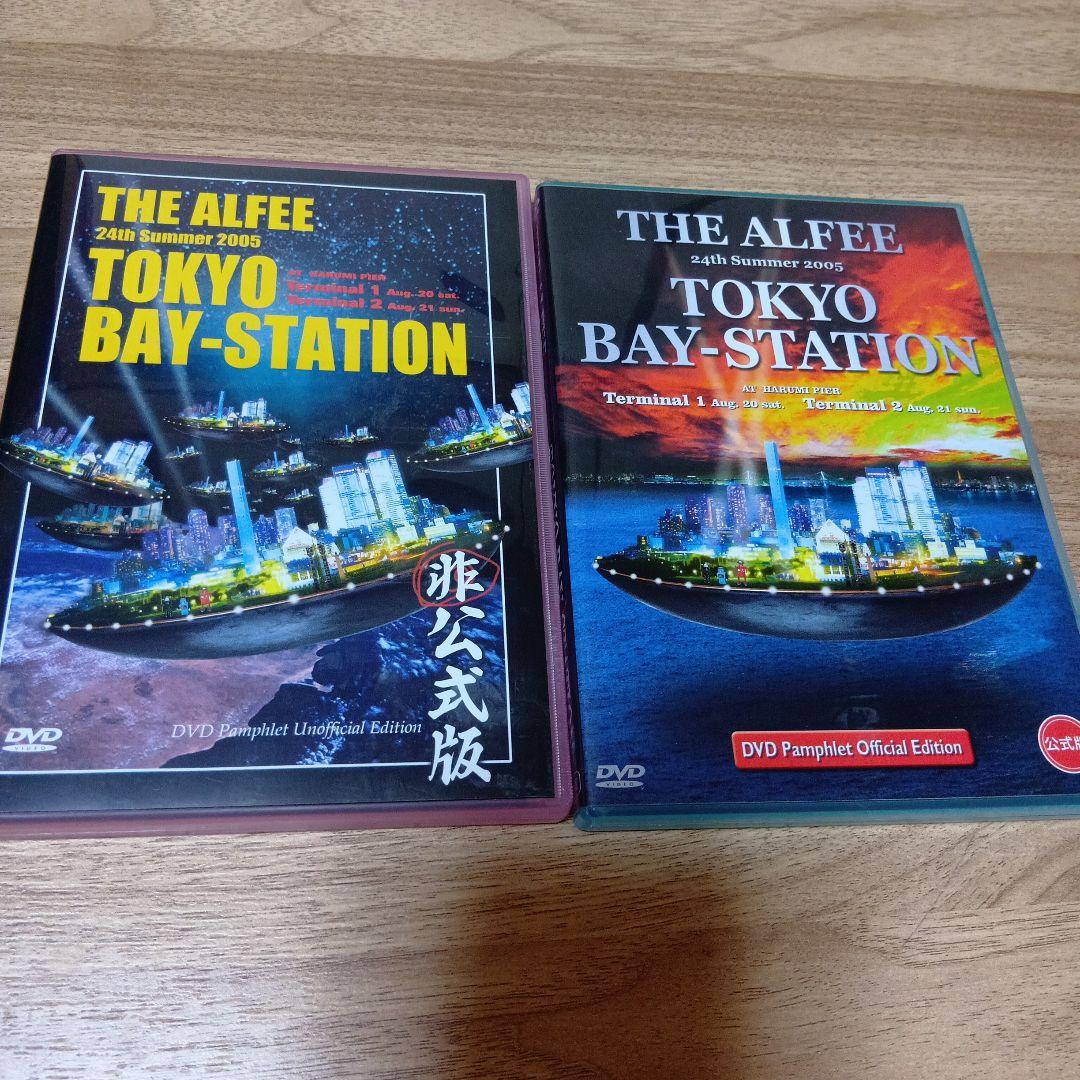 THE ALFEE
24th Summer 2005
TOKYO
AT HARUMI PIER
Terminal 1 Aug. 20 sat.
Terminal 2 Aug. 21 sun.
BAY-STATION
非公式版
DVD Pamphlet Unofficial Edition
DVD
VIDEO
THE ALFEE
24th Summer 2005
TOKYO
BAY-STATION
AT HARUMI PIER
Terminal 1 Aug. 20 sat. Terminal 2 Aug. 21 sun.
DVD Pamphlet Official Edition
公式版
DVD
VIDEO